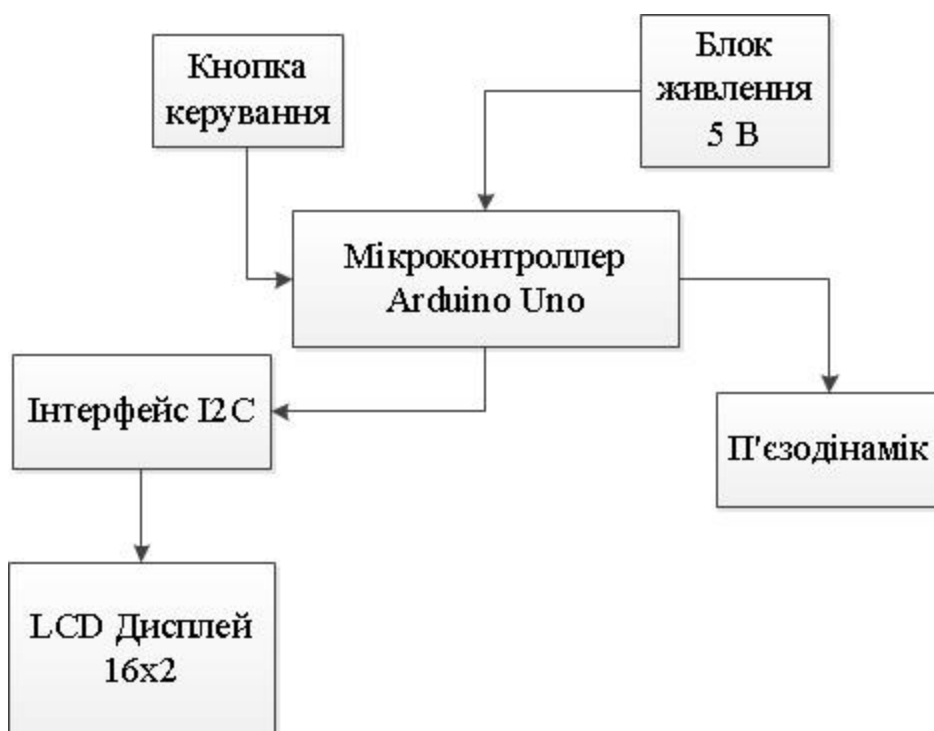 Кнопка
керування
Блок
живлення
5 В
Мікроконтроллер
Arduino Uno
Інтерфейс I2C
П'єзодінамік
LCD Дисплей
16x2